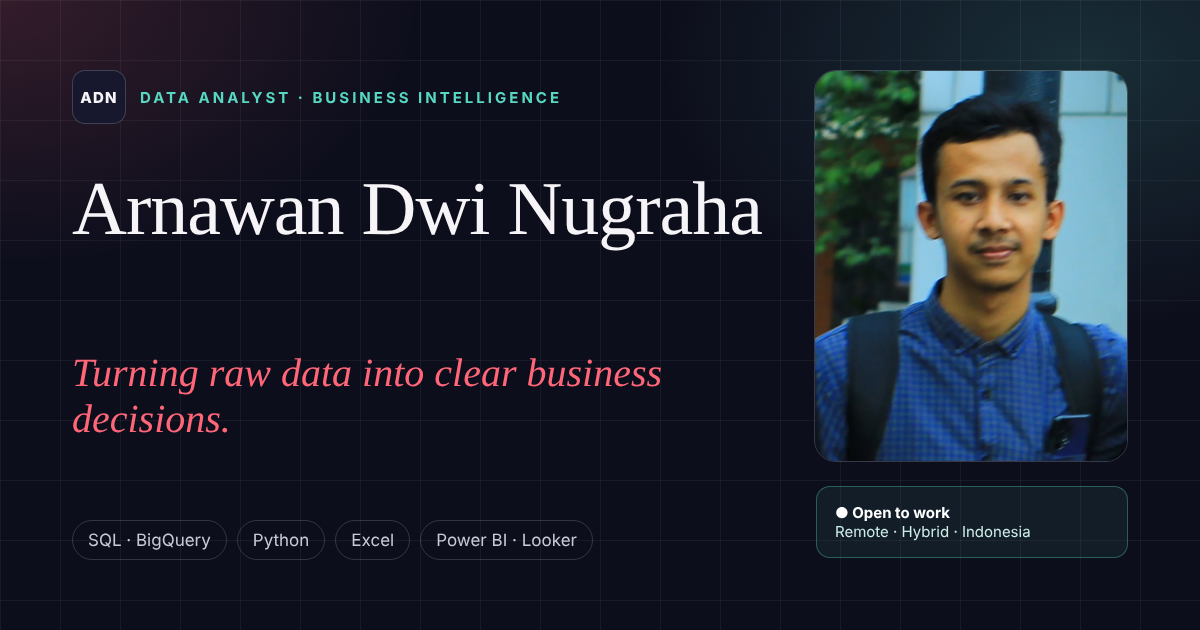 ADN
DATA ANALYST · BUSINESS INTELLIGENCE
Arnawan Dwi Nugraha
Turning raw data into clear business
decisions.
SQL · BigQuery
Python
Excel
Power BI · Looker
● Open to work
Remote · Hybrid · Indonesia